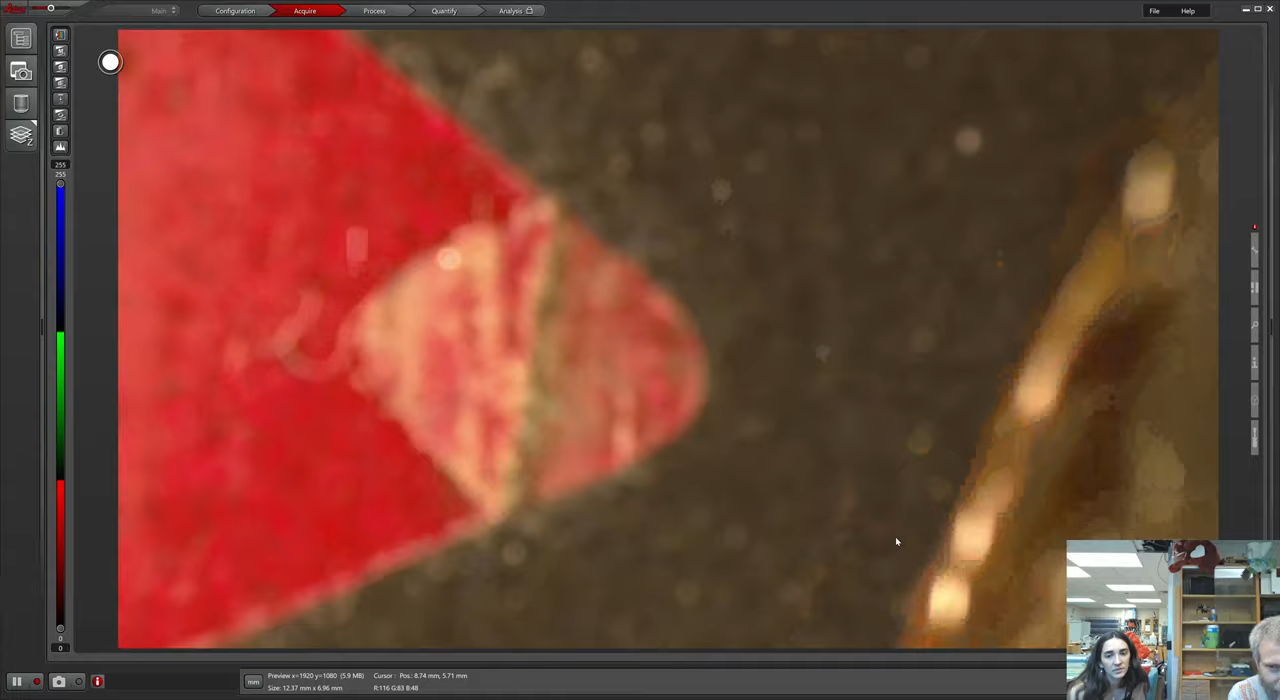 Leica
Main
Configuration
Acquire
Process
Quantify
Analysis
File
Help
255
255
0
0
Z
mm
Preview x=1920 y=1080 (5.9 MB)
Size: 12.37 mm x 6.96 mm
Cursor : Pos.: 8.74 mm, 5.71 mm
R:116 G:83 B:48